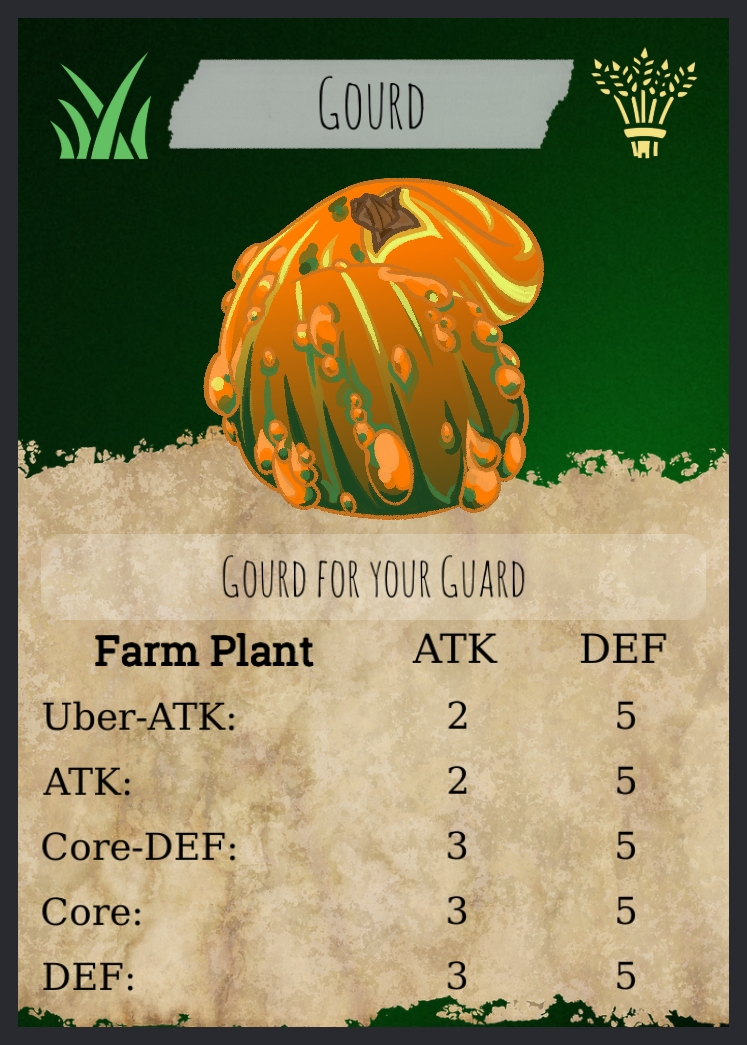 Gourd
Gourd for your Guard
Farm Plant ATK DEF
Uber-ATK: 2 5
ATK: 2 5
Core-DEF: 3 5
Core: 3 5
DEF: 3 5